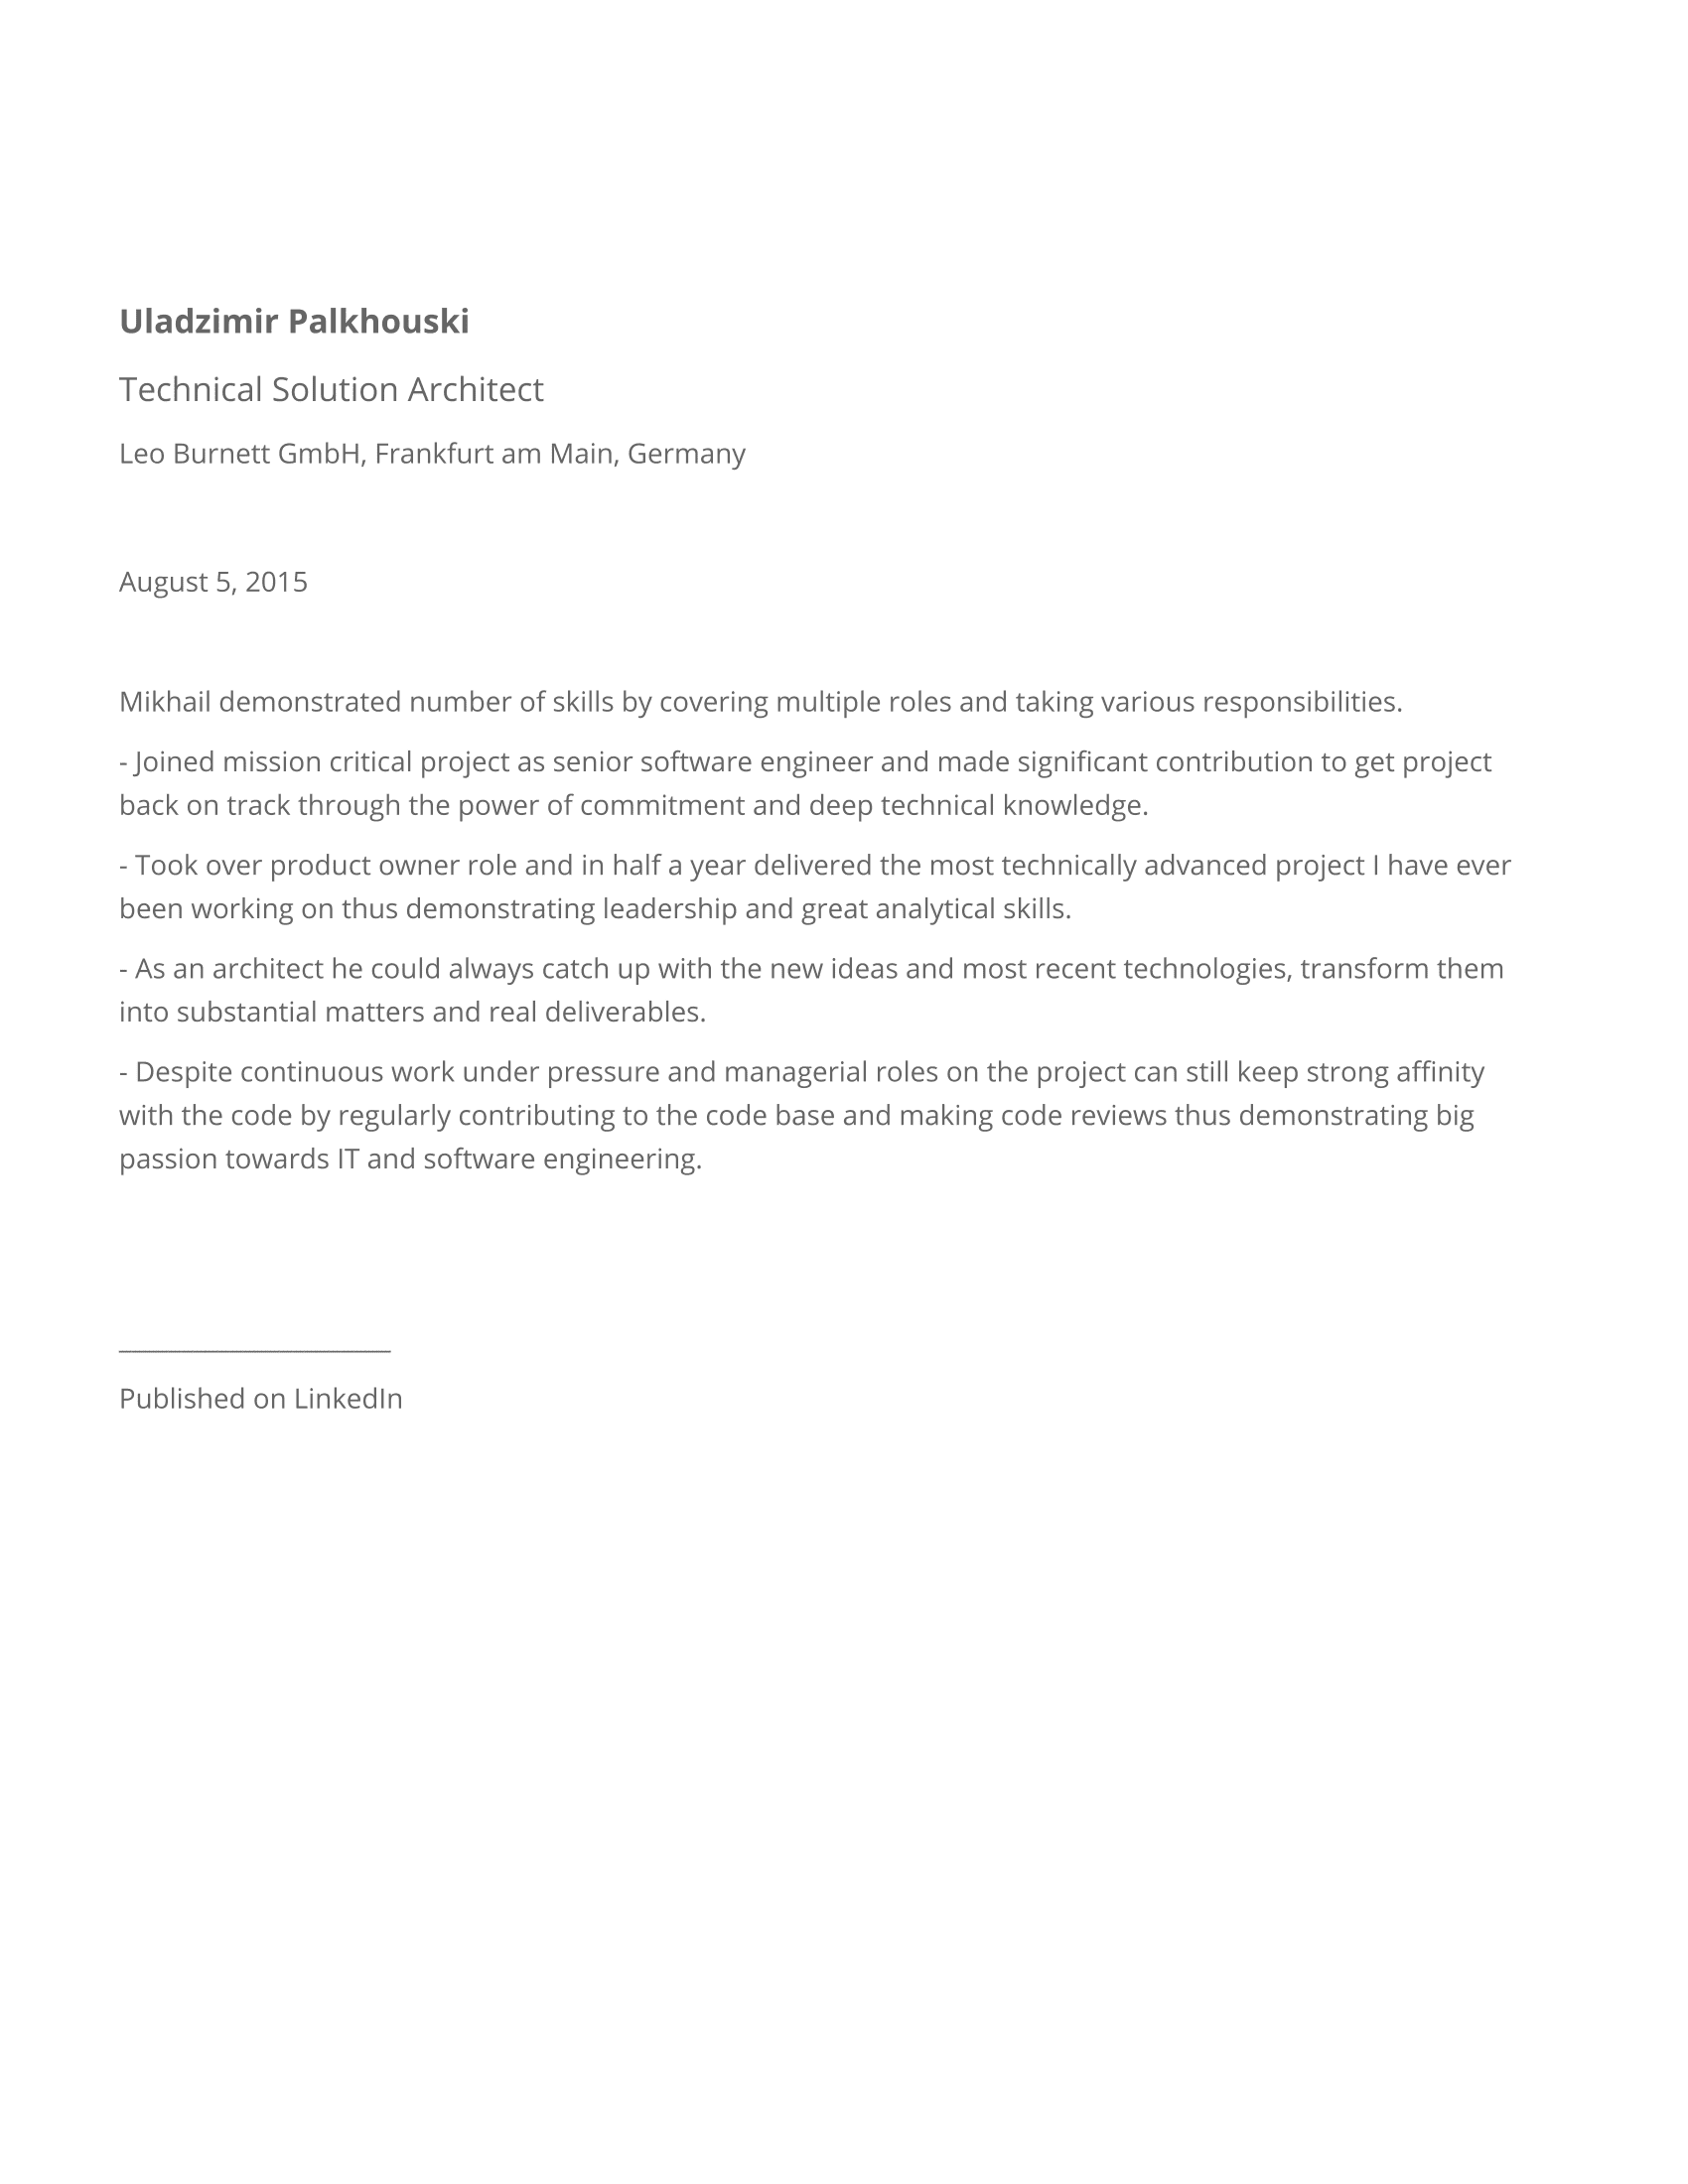 Uladzimir Palkhouski
Technical Solution Architect
Leo Burnett GmbH, Frankfurt am Main, Germany
August 5, 2015
Mikhail demonstrated number of skills by covering multiple roles and taking various responsibilities.
- Joined mission critical project as senior software engineer and made significant contribution to get project
back on track through the power of commitment and deep technical knowledge.
- Took over product owner role and in half a year delivered the most technically advanced project I have ever
been working on thus demonstrating leadership and great analytical skills.
- As an architect he could always catch up with the new ideas and most recent technologies, transform them
into substantial matters and real deliverables.
- Despite continuous work under pressure and managerial roles on the project can still keep strong affinity
with the code by regularly contributing to the code base and making code reviews thus demonstrating big
passion towards IT and software engineering.
___________________
Published on LinkedIn